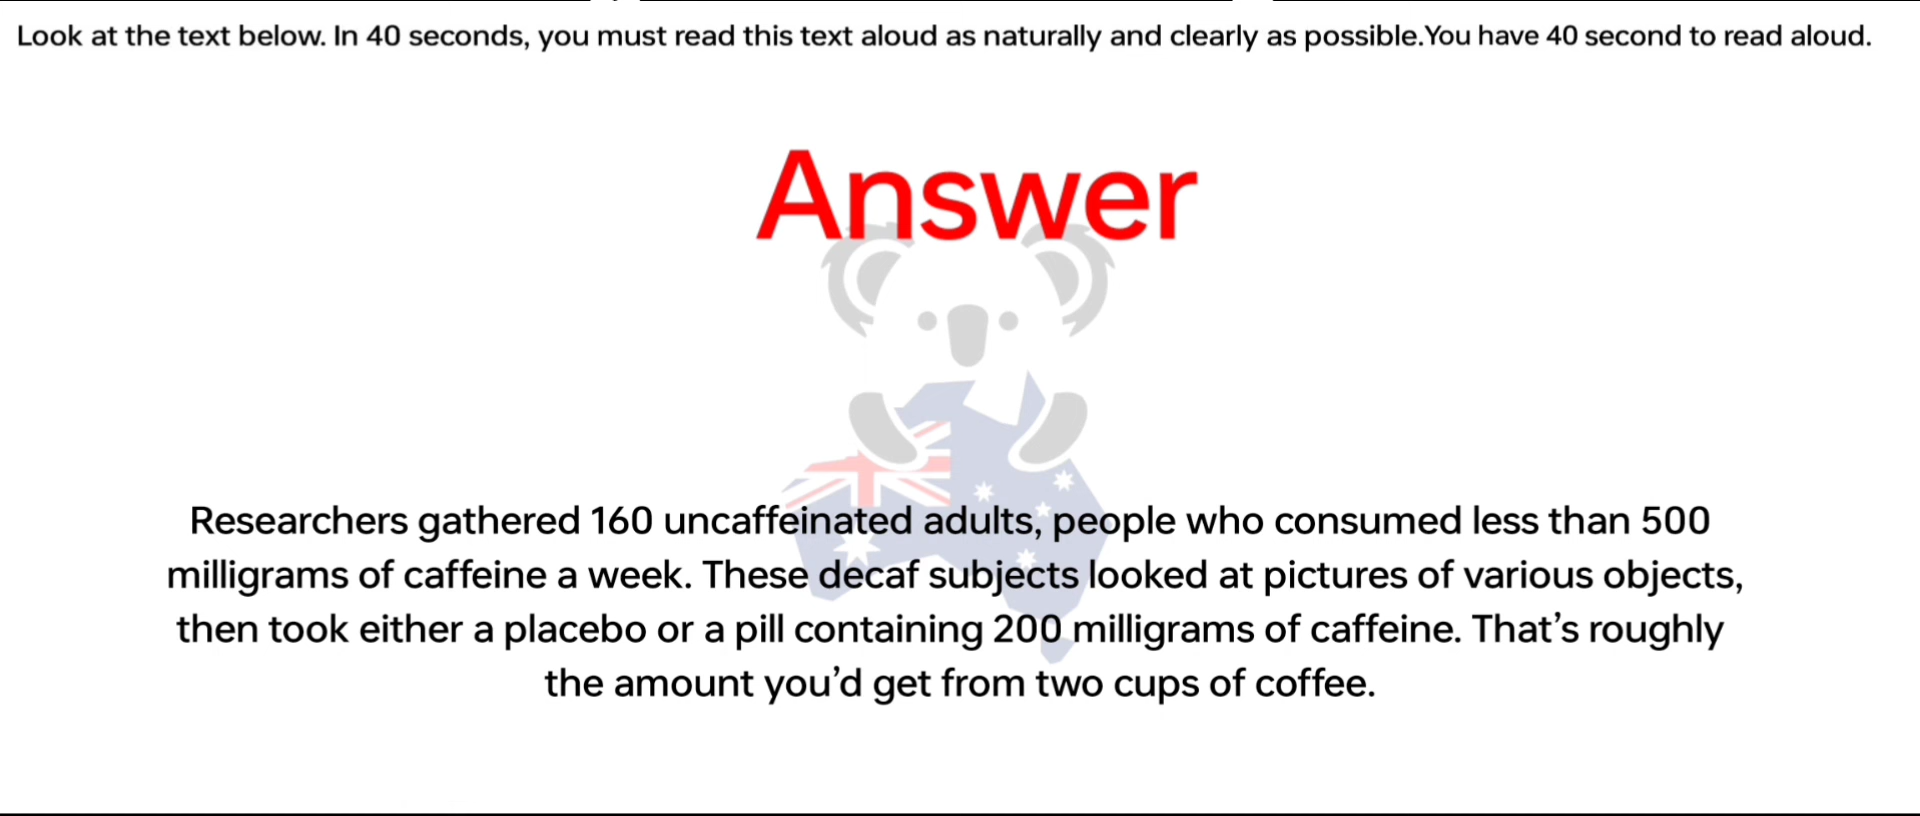 Look at the text below. In 40 seconds, you must read this text aloud as naturally and clearly as possible.You have 40 second to read aloud.
Answer
Researchers gathered 160 uncaffeinated adults, people who consumed less than 500
milligrams of caffeine a week. These decaf subjects looked at pictures of various objects,
then took either a placebo or a pill containing 200 milligrams of caffeine. That’s roughly
the amount you’d get from two cups of coffee.